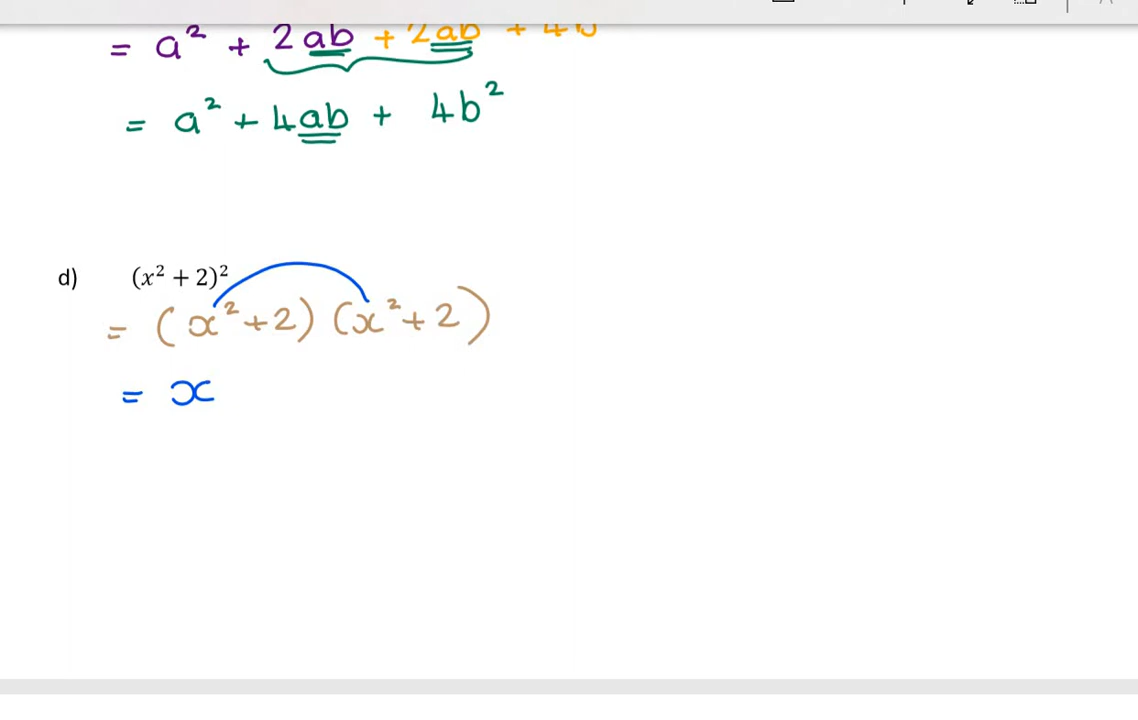 = a² + 2ab + 2ab +
= a² + 4ab + 4b²
d) (x² + 2)²
= (x²+2) (x²+2)
= x